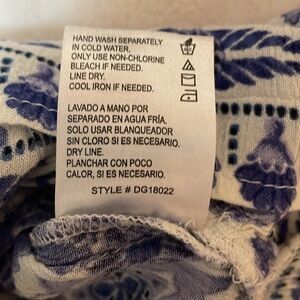 HAND WASH SEPARATELY
IN COLD WATER.
ONLY USE NON-CHLORINE
BLEACH IF NEEDED.
LINE DRY.
COOL IRON IF NEEDED.
LAVADO A MANO POR
SEPARADO EN AGUA FRÍA.
SOLO USAR BLANQUEADOR
SIN CLORO SI ES NECESARIO.
DRY LINE.
PLANCHAR CON POCO
CALOR, SI ES NECESARIO.
STYLE # DG18022